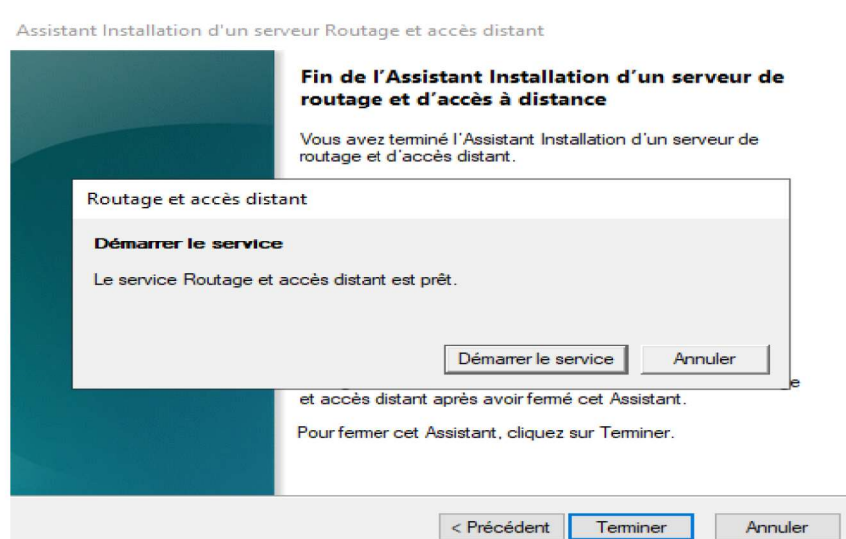 Assistant Installation d'un serveur Routage et accès distant
Fin de l'Assistant Installation d'un serveur de
routage et d'accès à distance
Vous avez terminé l'Assistant Installation d'un serveur de
routage et d'accès distant.
Routage et accès distant
Démarrer le service
Le service Routage et accès distant est prêt.
Démarrer le service
Annuler
et accès distant après avoir fermé cet Assistant.
Pour fermer cet Assistant, cliquez sur Terminer.
< Précédent
Terminer
Annuler